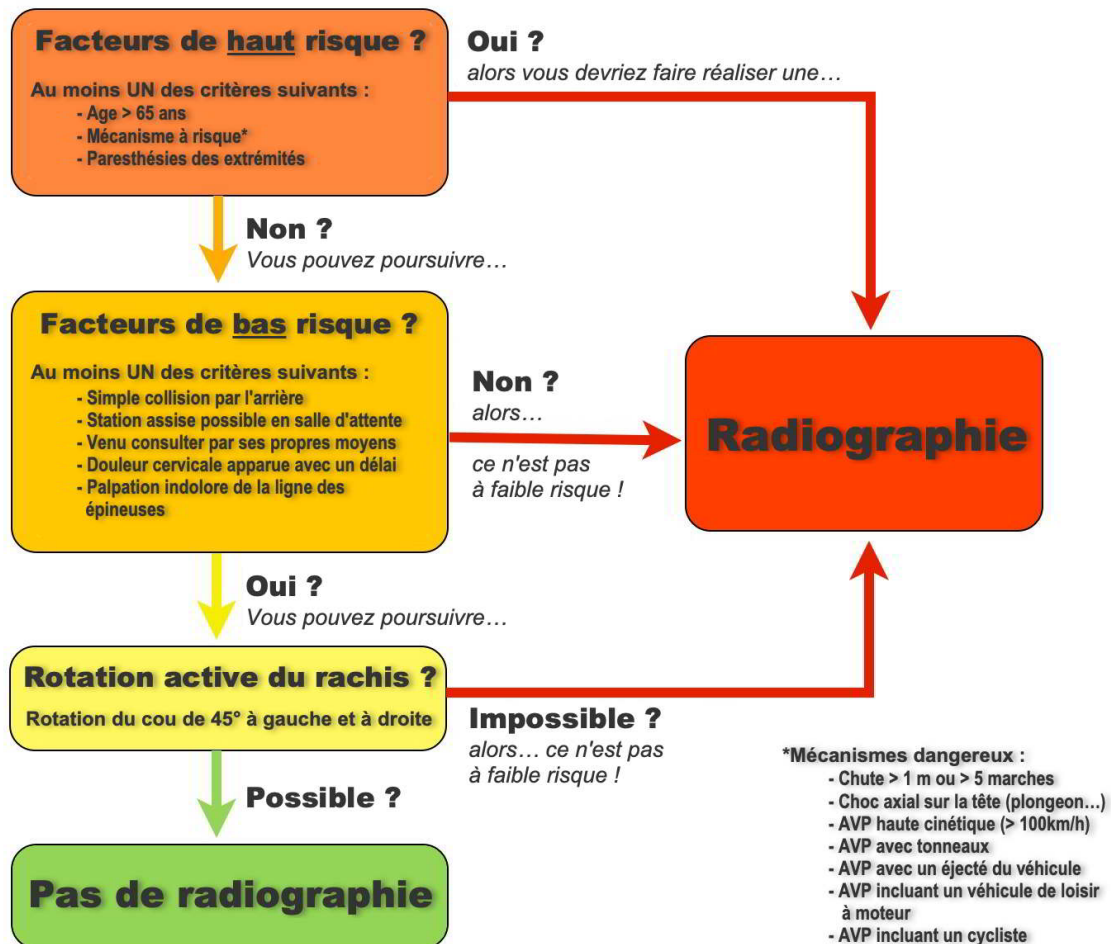 Facteurs de haut risque ?
Au moins UN des critères suivants :
- Age > 65 ans
- Mécanisme à risque*
- Paresthésies des extrémités
Oui ?
alors vous devriez faire réaliser une…
Non ?
Vous pouvez poursuivre…
Facteurs de bas risque ?
Au moins UN des critères suivants :
- Simple collision par l'arrière
- Station assise possible en salle d'attente
- Venu consulter par ses propres moyens
- Douleur cervicale apparue avec un délai
- Palpation indolore de la ligne des
épineuses
Non ?
alors…
ce n'est pas
à faible risque !
Radiographie
Oui ?
Vous pouvez poursuivre…
Rotation active du rachis ?
Rotation du cou de 45° à gauche et à droite
Impossible ?
alors… ce n'est pas
à faible risque !
Possible ?
Pas de radiographie
*Mécanismes dangereux :
- Chute > 1 m ou > 5 marches
- Choc axial sur la tête (plongeon…)
- AVP haute cinétique (> 100km/h)
- AVP avec tonneaux
- AVP avec un éjecté du véhicule
- AVP incluant un véhicule de loisir
à moteur
- AVP incluant un cycliste